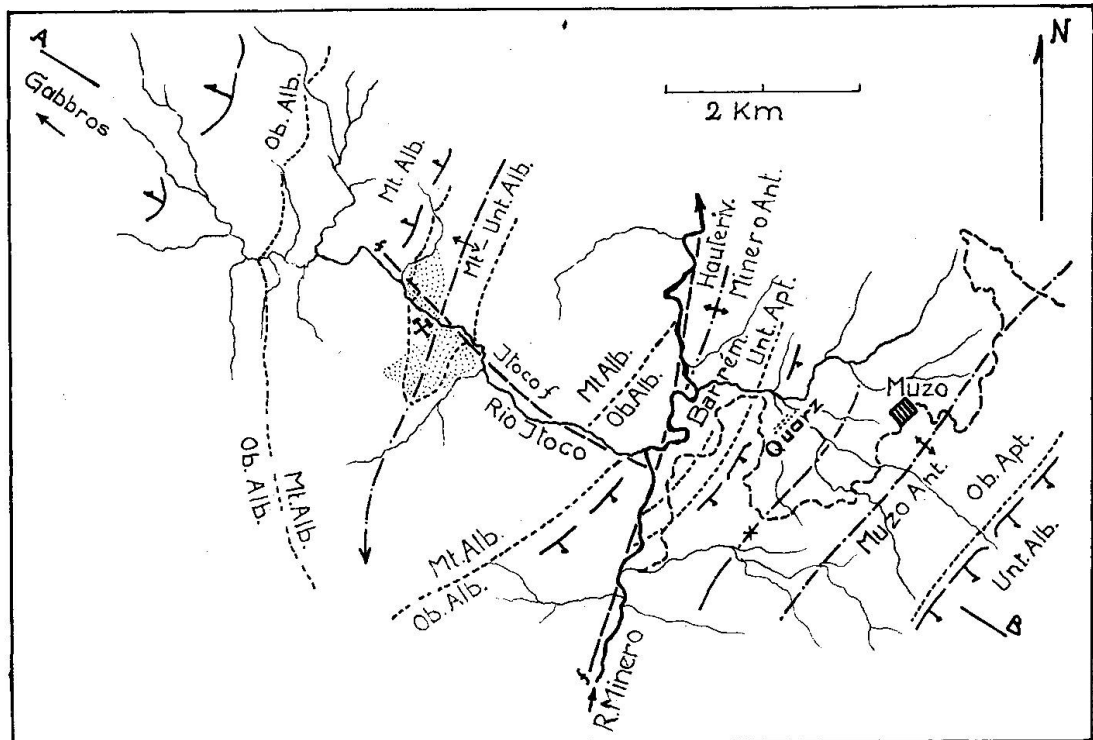 A
N
Gabbros
Ob. Alb.
2 Km
Mt. Alb.
Mt.-Unt. Alb.
f
Hauteriv.
Minero Ant.
Unt. Apt.
Mt. Alb.
Ob. Alb.
Barrém.
Jtoco f
Rio Jtoco
Quarz
Muzo
Muzo Ant.
Ob. Apt.
Unt. Alb.
Ob. Alb.
Mt. Alb.
Mt. Alb.
Ob. Alb.
B
f
R. Minero